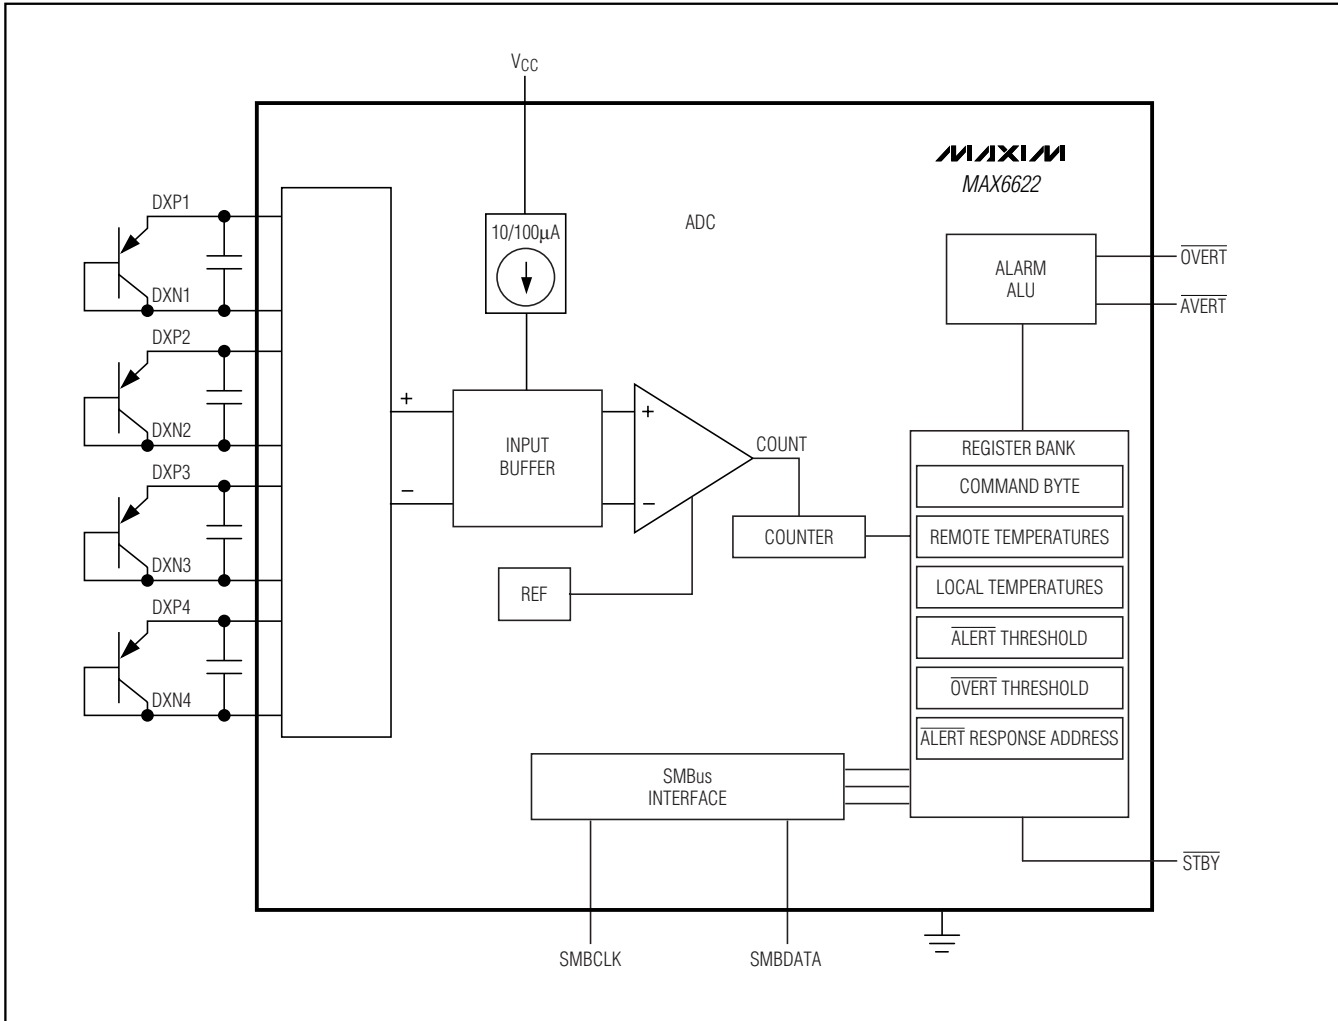 VCC
MAXIM
MAX6622
DXP1
10/100µA
ADC
ALARM
ALU
OVERT
AVERT
DXN1
DXP2
DXN2
+
−
INPUT
BUFFER
+
−
COUNT
REGISTER BANK
COMMAND BYTE
DXP3
COUNTER
REMOTE TEMPERATURES
DXN3
REF
LOCAL TEMPERATURES
DXP4
ALERT THRESHOLD
OVERT THRESHOLD
DXN4
ALERT RESPONSE ADDRESS
SMBus
INTERFACE
STBY
SMBCLK
SMBDATA